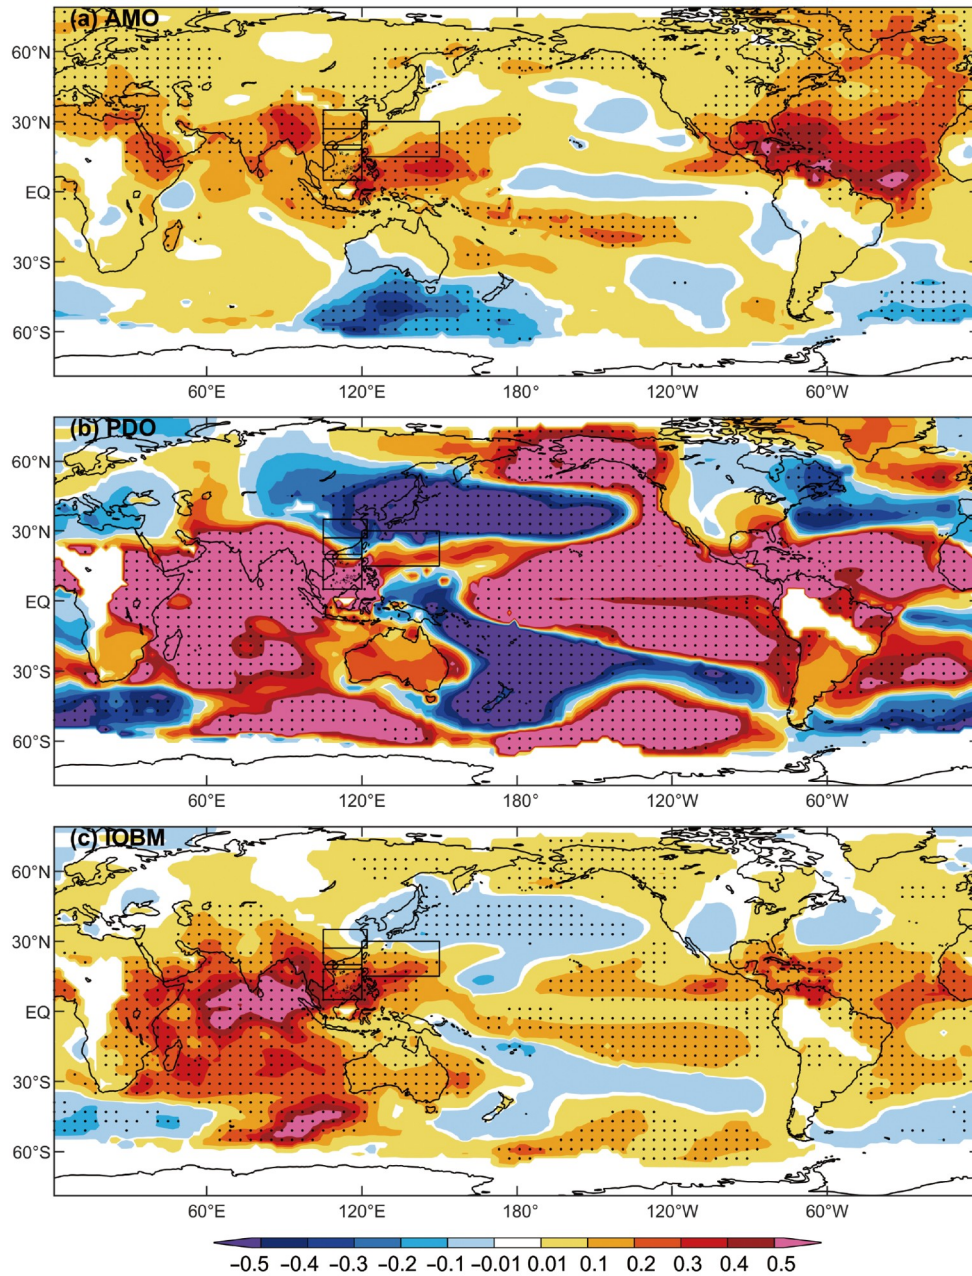 (a) AMO
60°N
30°N
EQ
30°S
60°S
60°E 120°E 180° 120°W 60°W
(b) PDO
60°N
30°N
EQ
30°S
60°S
60°E 120°E 180° 120°W 60°W
(c) IOBM
60°N
30°N
EQ
30°S
60°S
60°E 120°E 180° 120°W 60°W
−0.5 −0.4 −0.3 −0.2 −0.1 −0.01 0.01 0.1 0.2 0.3 0.4 0.5